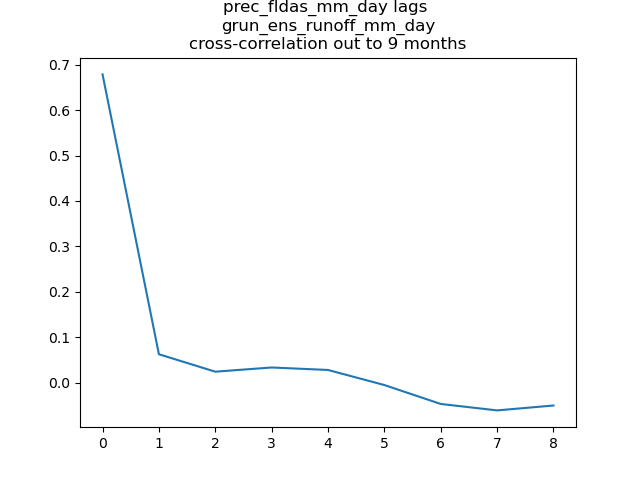 prec_fldas_mm_day lags
grun_ens_runoff_mm_day
cross-correlation out to 9 months
0.7
0.6
0.5
0.4
0.3
0.2
0.1
0.0
0 1 2 3 4 5 6 7 8